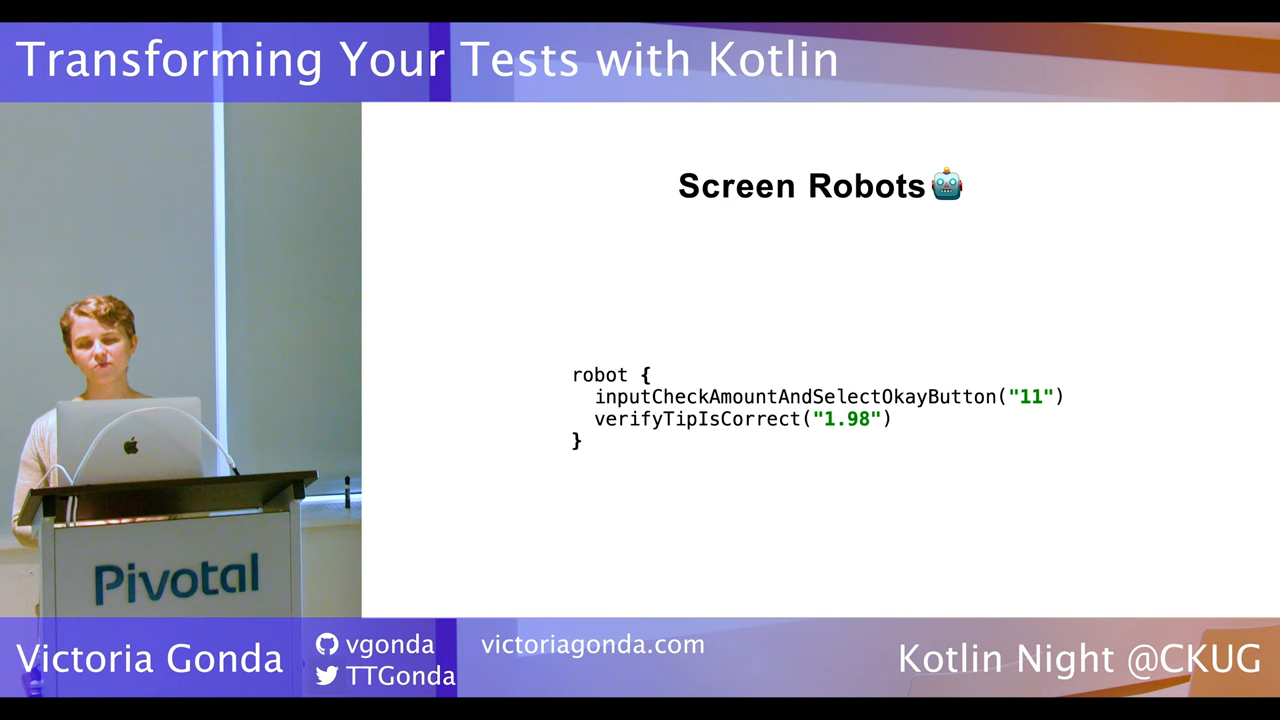 Transforming Your Tests with Kotlin
Screen Robots🤖
robot {
  inputCheckAmountAndSelectOkayButton("11")
  verifyTipIsCorrect("1.98")
}
Pivotal
Victoria Gonda
vgonda
TTGonda
victoriagonda.com
Kotlin Night @CKUG